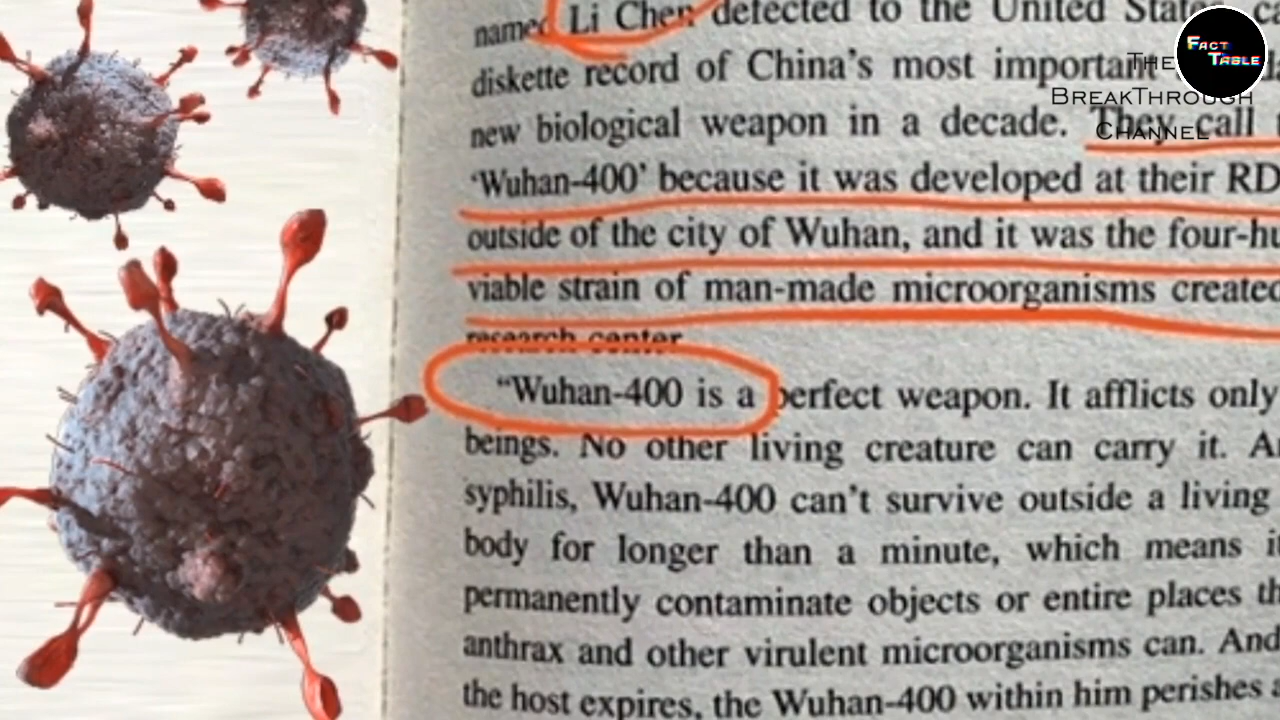 named Li Chen defected to the United States
diskette record of China's most important
new biological weapon in a decade. They call
'Wuhan-400' because it was developed at their RD
outside of the city of Wuhan, and it was the four-hu
viable strain of man-made microorganisms created
research center
"Wuhan-400 is a perfect weapon. It afflicts only
beings. No other living creature can carry it.
syphilis, Wuhan-400 can't survive outside a living
body for longer than a minute, which means
permanently contaminate objects or entire places
anthrax and other virulent microorganisms can. And
the host expires, the Wuhan-400 within him perishes
FACT
TABLE
THE
BREAKTHROUGH
CHANNEL